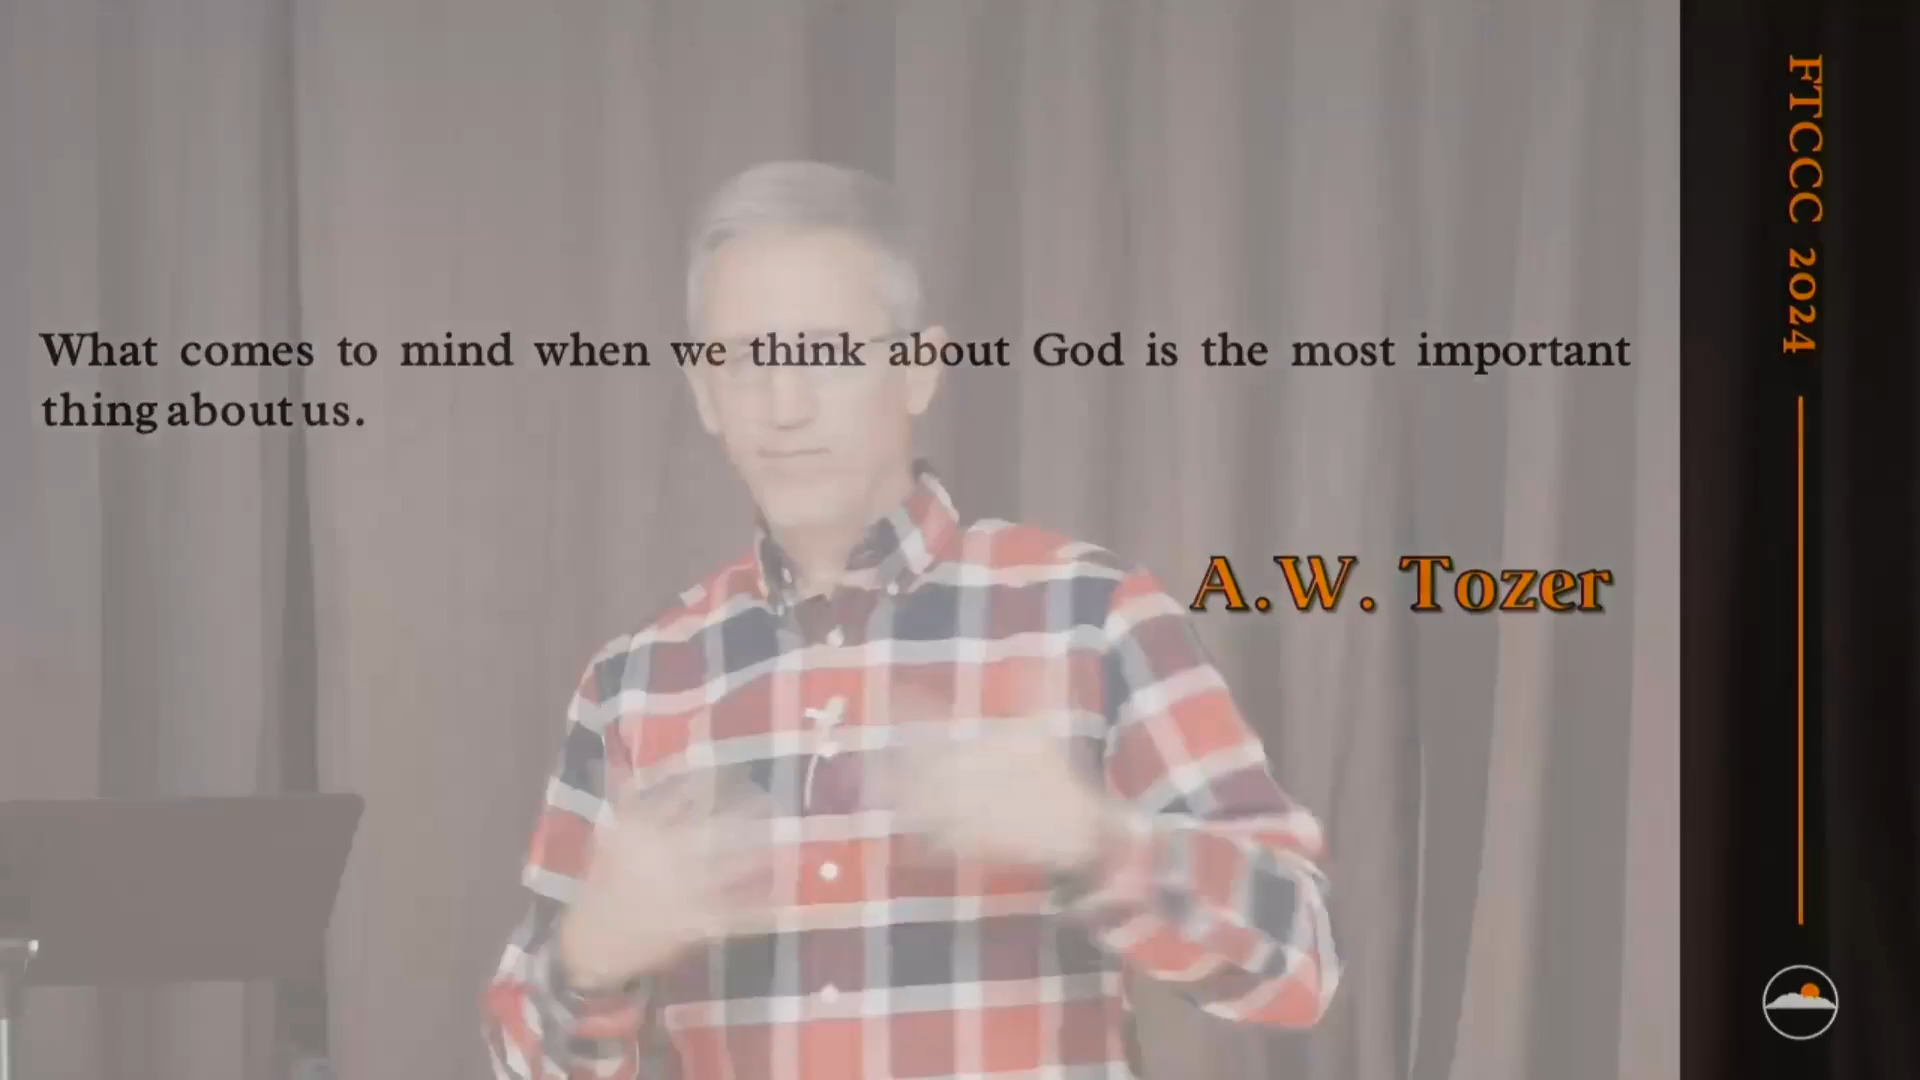 What comes to mind when we think about God is the most important
thing about us.
A.W. Tozer
FTCCC 2024